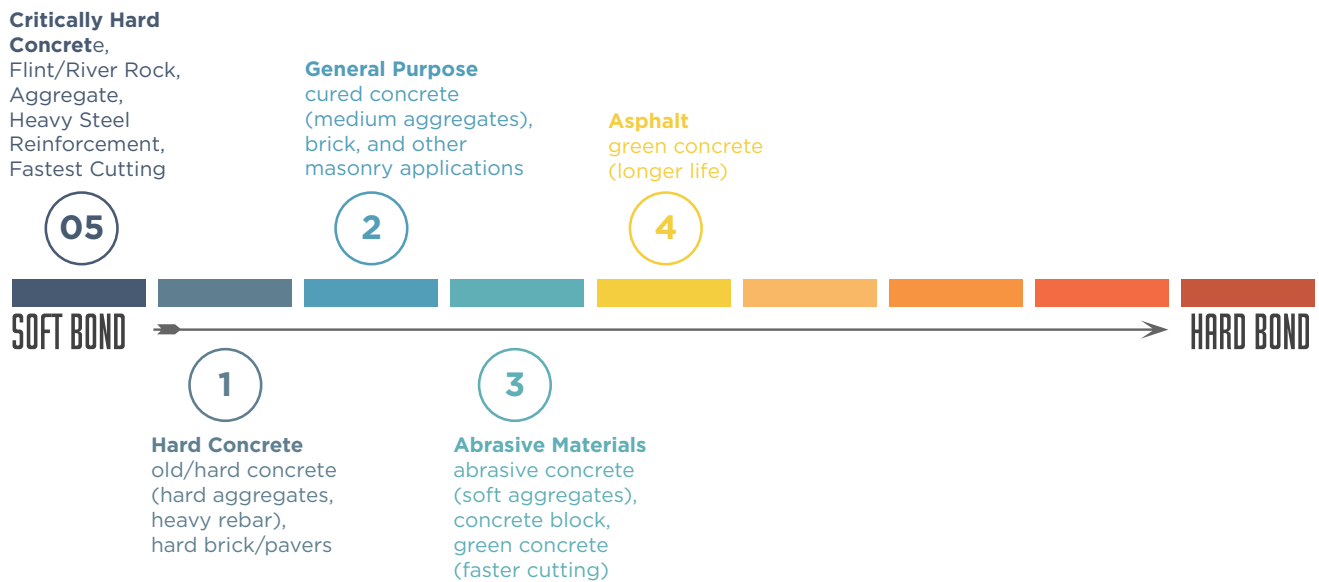 Critically Hard
Concrete,
Flint/River Rock,
Aggregate,
Heavy Steel
Reinforcement,
Fastest Cutting
05
General Purpose
cured concrete
(medium aggregates),
brick, and other
masonry applications
2
Asphalt
green concrete
(longer life)
4
SOFT BOND
HARD BOND
1
Hard Concrete
old/hard concrete
(hard aggregates,
heavy rebar),
hard brick/pavers
3
Abrasive Materials
abrasive concrete
(soft aggregates),
concrete block,
green concrete
(faster cutting)